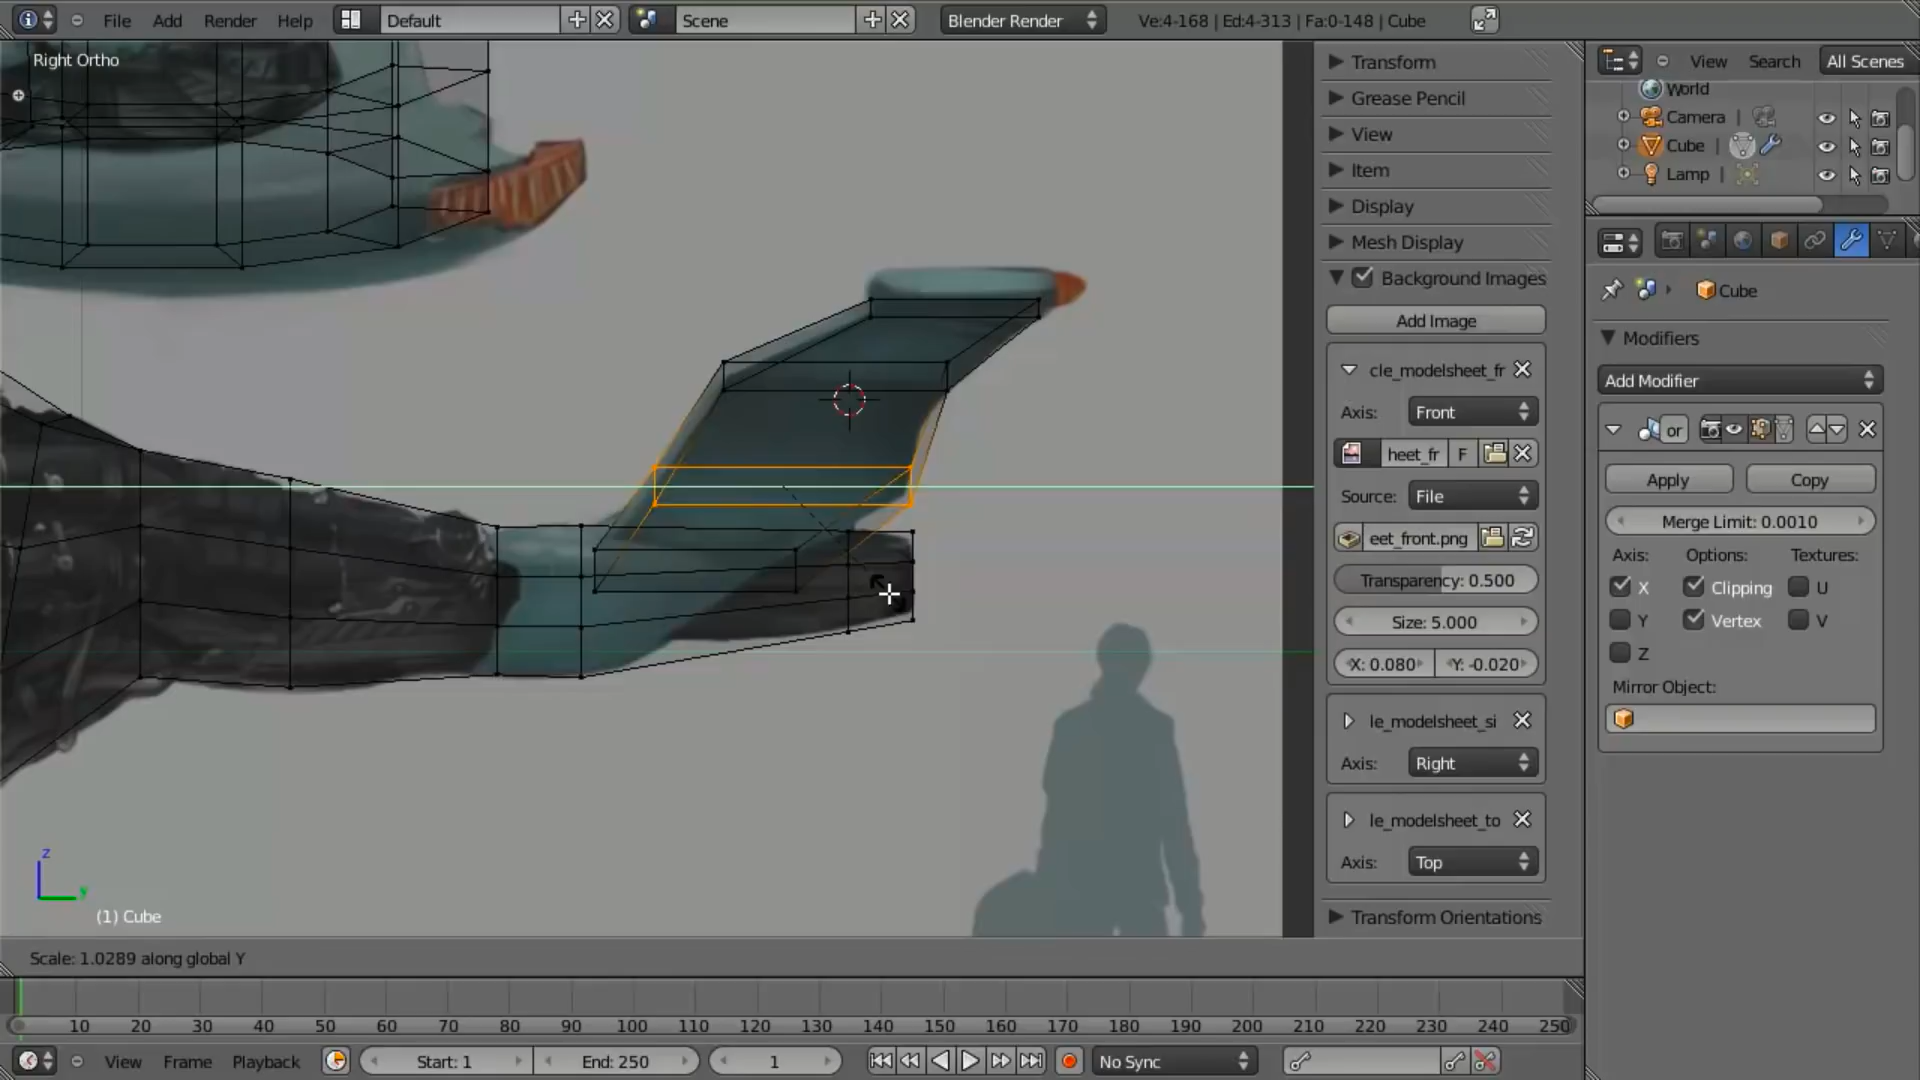 File Add Render Help Default Scene Blender Render Ve:4-168 | Ed:4-313 | Fa:0-148 | Cube
Right Ortho
Transform
Grease Pencil
View
Item
Display
Mesh Display
Background Images
Add Image
cle_modelsheet_fr
Axis: Front
heet_fr F
Source: File
eet_front.png
Transparency: 0.500
Size: 5.000
X: 0.080 Y: -0.020
le_modelsheet_si
Axis: Right
le_modelsheet_to
Axis: Top
Transform Orientations
View Search All Scenes
World
Camera
Cube
Lamp
Cube
Modifiers
Add Modifier
or
Apply Copy
Merge Limit: 0.0010
Axis: Options: Textures:
X Clipping U
Y Vertex V
Z
Mirror Object:
z
y
(1) Cube
Scale: 1.0289 along global Y
10 20 30 40 50 60 70 80 90 100 110 120 130 140 150 160 170 180 190 200 210 220 230 240 250
View Frame Playback Start: 1 End: 250 1 No Sync